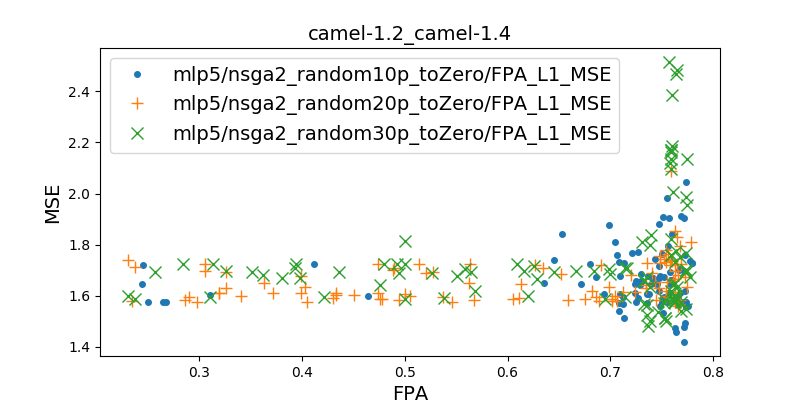 camel-1.2_camel-1.4
mlp5/nsga2_random10p_toZero/FPA_L1_MSE
mlp5/nsga2_random20p_toZero/FPA_L1_MSE
mlp5/nsga2_random30p_toZero/FPA_L1_MSE
MSE
2.4
2.2
2.0
1.8
1.6
1.4
0.3 0.4 0.5 0.6 0.7 0.8
FPA